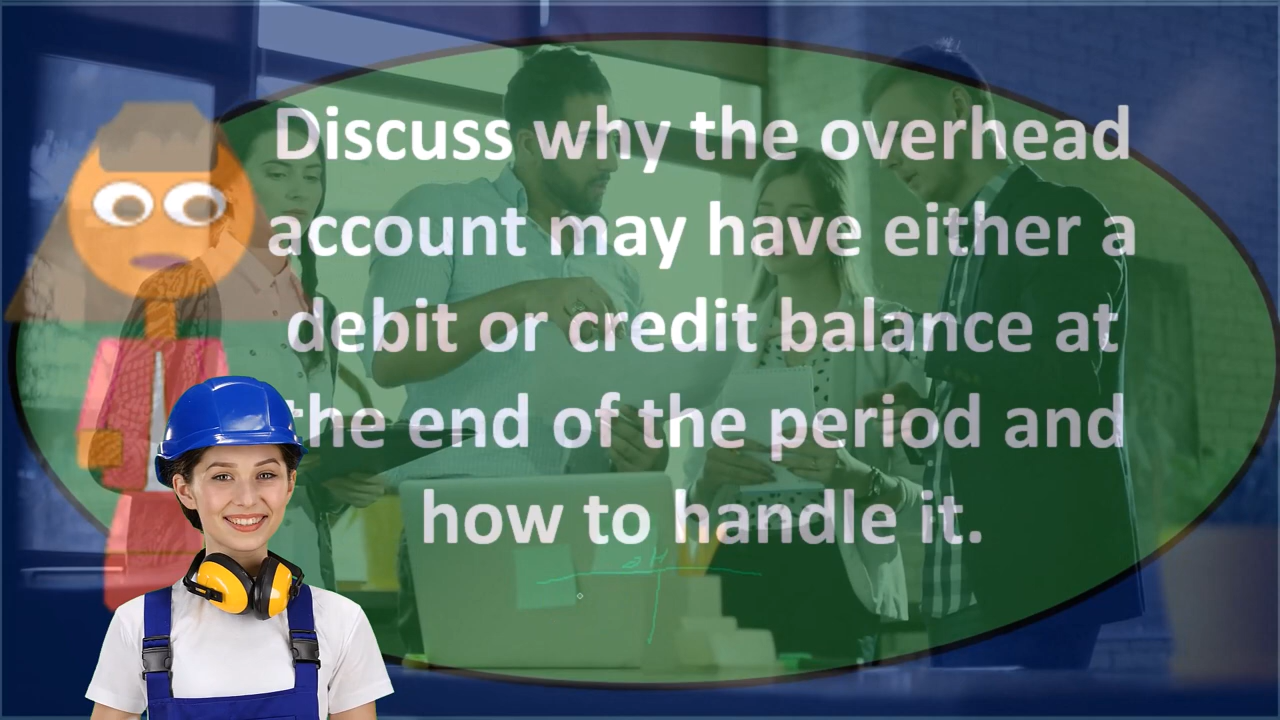 Discuss why the overhead
account may have either a
debit or credit balance at
the end of the period and
how to handle it.
OH